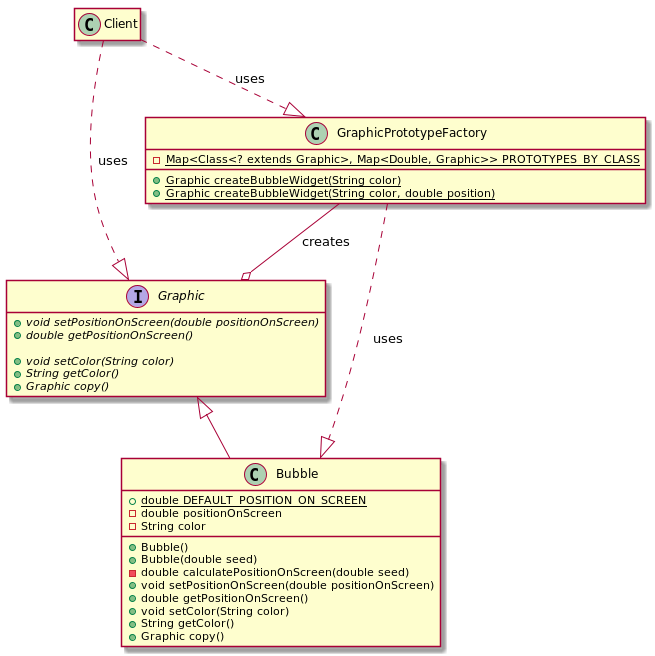 C Client
uses
C GraphicPrototypeFactory
Map<Class<? extends Graphic>, Map<Double, Graphic>> PROTOTYPES_BY_CLASS
Graphic createBubbleWidget(String color)
Graphic createBubbleWidget(String color, double position)
uses
creates
I Graphic
void setPositionOnScreen(double positionOnScreen)
double getPositionOnScreen()
void setColor(String color)
String getColor()
Graphic copy()
uses
C Bubble
double DEFAULT_POSITION_ON_SCREEN
double positionOnScreen
String color
Bubble()
Bubble(double seed)
double calculatePositionOnScreen(double seed)
void setPositionOnScreen(double positionOnScreen)
double getPositionOnScreen()
void setColor(String color)
String getColor()
Graphic copy()